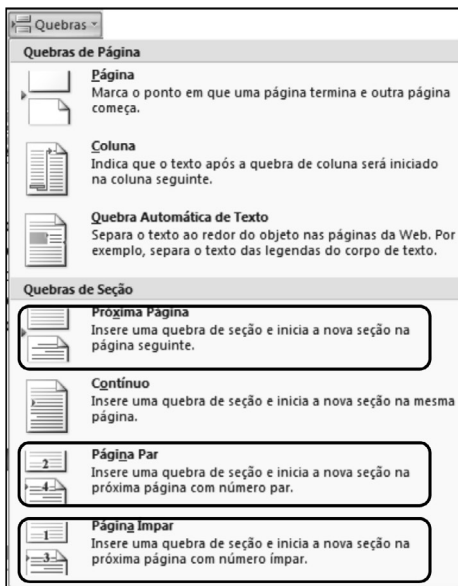 Quebras
Quebras de Página
Página
Marca o ponto em que uma página termina e outra página
começa.
Coluna
Indica que o texto após a quebra de coluna será iniciado
na coluna seguinte.
Quebra Automática de Texto
Separa o texto ao redor do objeto nas páginas da Web. Por
exemplo, separa o texto das legendas do corpo de texto.
Quebras de Seção
Próxima Página
Insere uma quebra de seção e inicia a nova seção na
página seguinte.
Contínuo
Insere uma quebra de seção e inicia a nova seção na mesma
página.
2
4
Página Par
Insere uma quebra de seção e inicia a nova seção na
próxima página com número par.
1
3
Página Ímpar
Insere uma quebra de seção e inicia a nova seção na
próxima página com número ímpar.